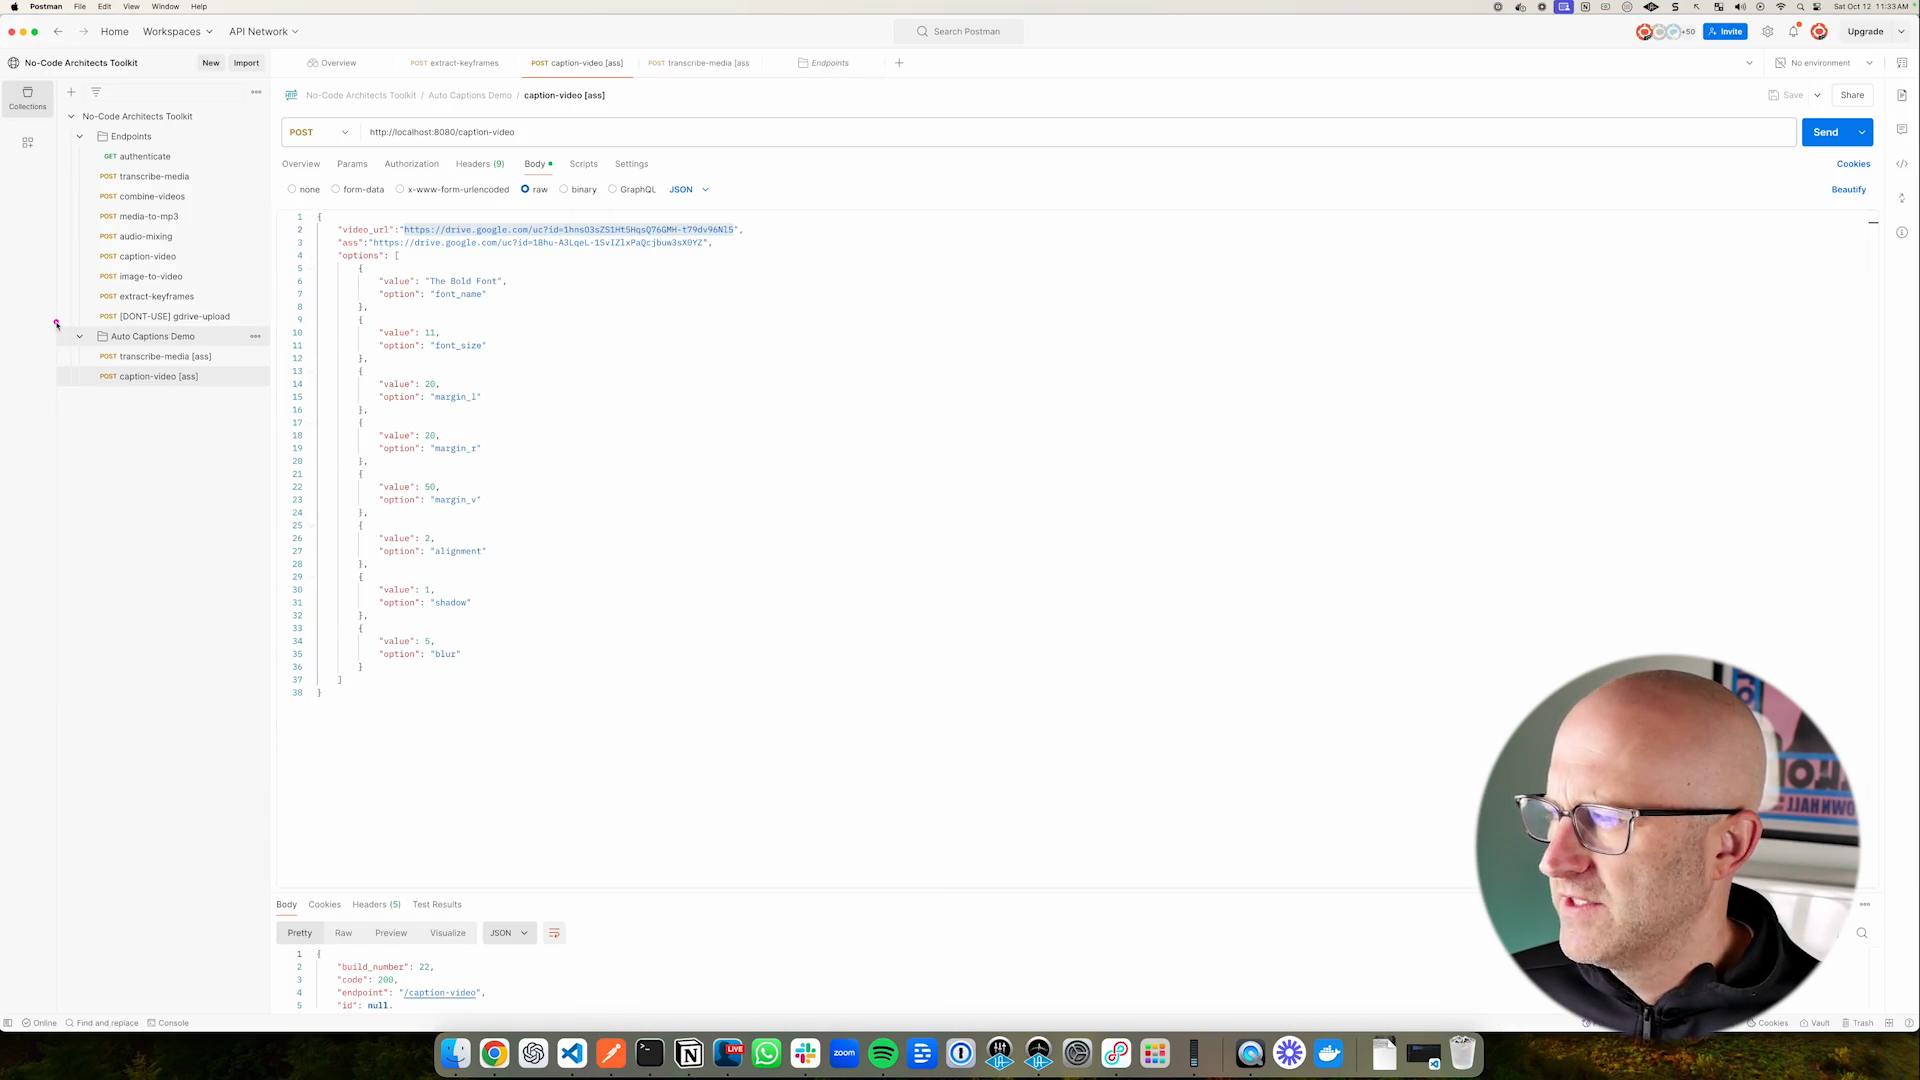 Postman File Edit View Window Help Sat Oct 12 11:33 AM
Home Workspaces API Network Search Postman +50 Invite Upgrade
No-Code Architects Toolkit New Import Overview POST extract-keyframes POST caption-video [ass] POST transcribe-media [ass Endpoints No environment
Collections
No-Code Architects Toolkit
Endpoints
GET authenticate
POST transcribe-media
POST combine-videos
POST media-to-mp3
POST audio-mixing
POST caption-video
POST image-to-video
POST extract-keyframes
POST [DONT-USE] gdrive-upload
Auto Captions Demo
POST transcribe-media [ass]
POST caption-video [ass]
No-Code Architects Toolkit / Auto Captions Demo / caption-video [ass] Save Share
POST http://localhost:8080/caption-video Send
Overview Params Authorization Headers (9) Body Scripts Settings Cookies
none form-data x-www-form-urlencoded raw binary GraphQL JSON Beautify
1 {
2 "video_url":"https://drive.google.com/uc?id=1hnsO3sZS1Ht5HqsQ76GMH-t79dv96Nl5",
3 "ass":"https://drive.google.com/uc?id=1Bhu-A3LqeL-1SvIZlxPaQcjbuw3sX0YZ",
4 "options": [
5 {
6 "value": "The Bold Font",
7 "option": "font_name"
8 },
9 {
10 "value": 11,
11 "option": "font_size"
12 },
13 {
14 "value": 20,
15 "option": "margin_l"
16 },
17 {
18 "value": 20,
19 "option": "margin_r"
20 },
21 {
22 "value": 50,
23 "option": "margin_v"
24 },
25 {
26 "value": 2,
27 "option": "alignment"
28 },
29 {
30 "value": 1,
31 "option": "shadow"
32 },
33 {
34 "value": 5,
35 "option": "blur"
36 }
37 ]
38 }
Body Cookies Headers (5) Test Results
Pretty Raw Preview Visualize JSON
1 {
2 "build_number": 22,
3 "code": 200,
4 "endpoint": "/caption-video",
5 "id": null,
Online Find and replace Console Cookies Vault Trash
LIVE
zoom